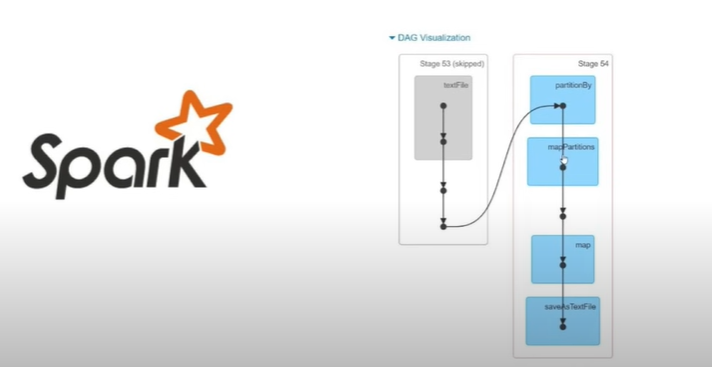 Spark
DAG Visualization
Stage 53 (skipped)
textFile
Stage 54
partitionBy
mapPartitions
map
saveAsTextFile